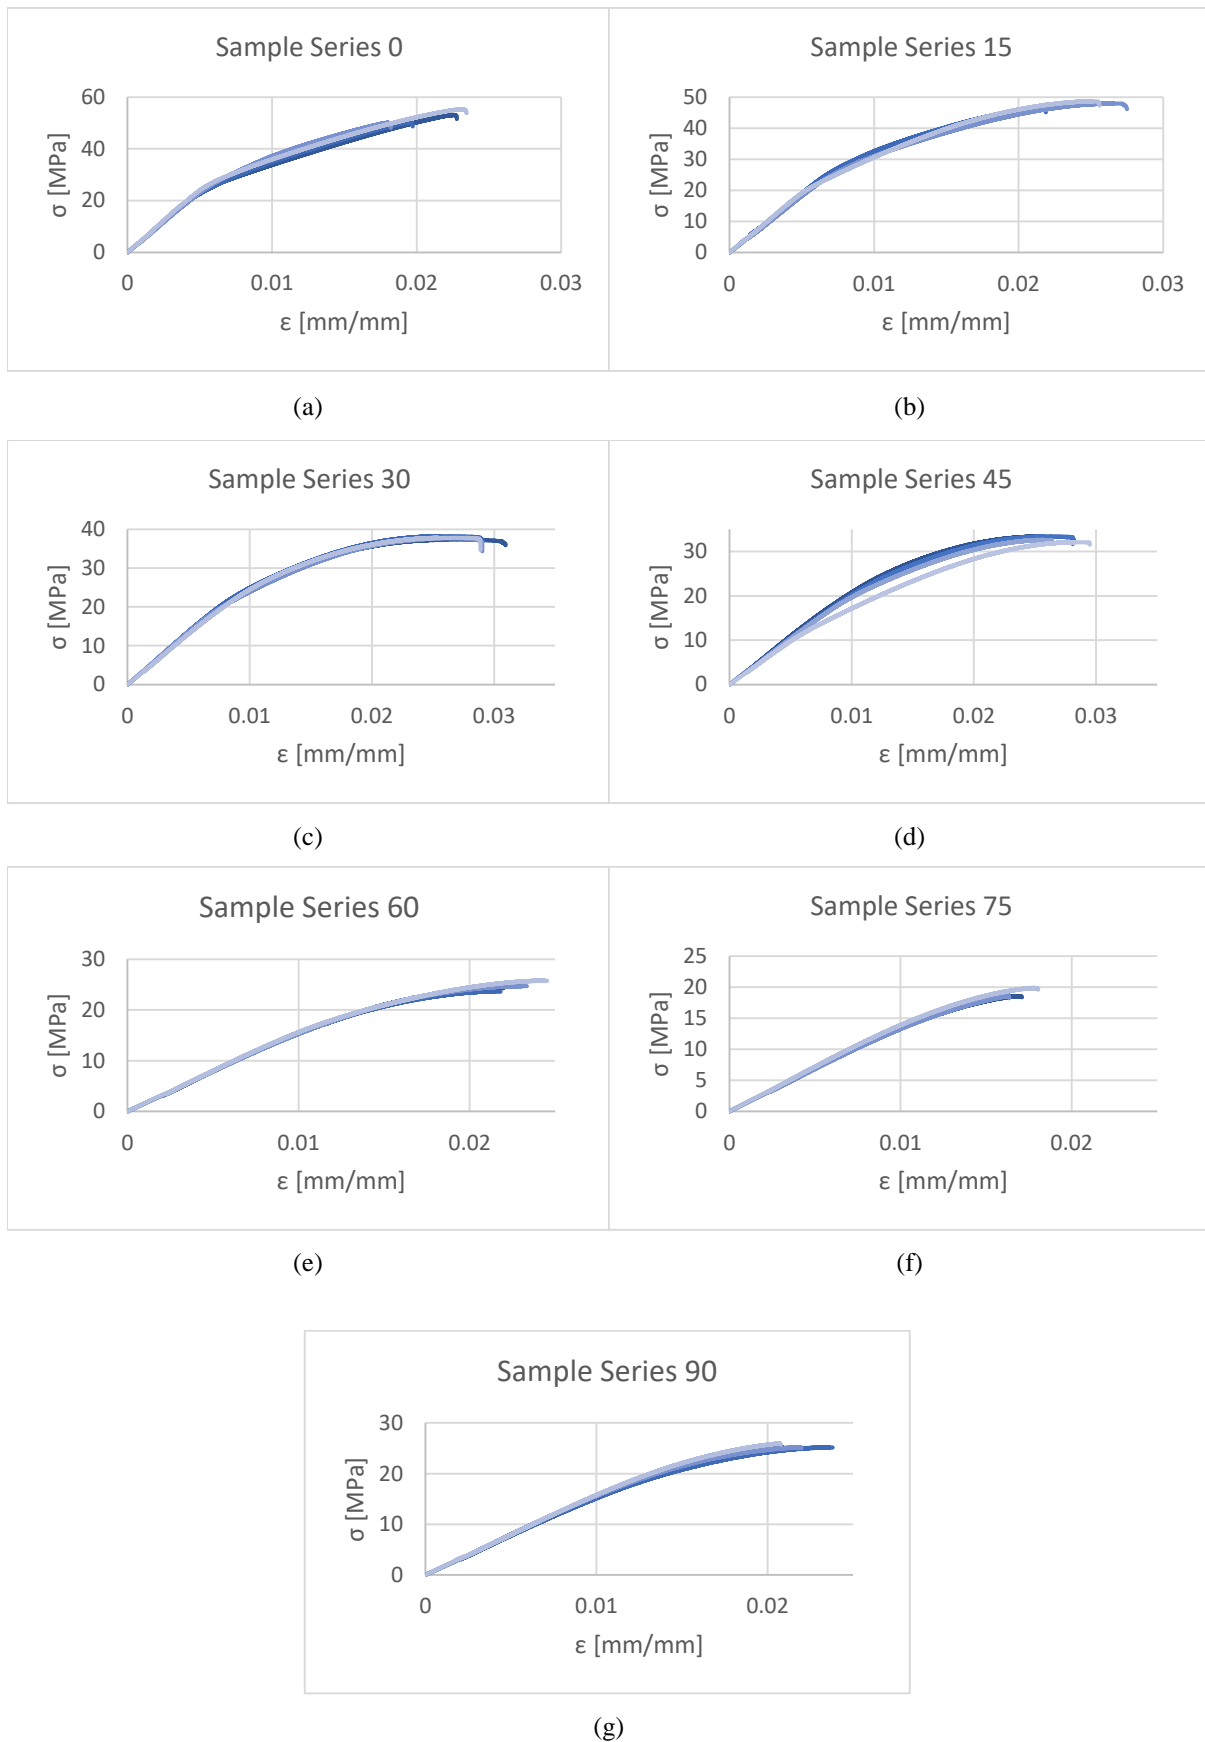 Sample Series 0
60
40
20
0
σ [MPa]
0 0.01 0.02 0.03
ε [mm/mm]
(a)
Sample Series 15
50
40
30
20
10
0
σ [MPa]
0 0.01 0.02 0.03
ε [mm/mm]
(b)
Sample Series 30
40
30
20
10
0
σ [MPa]
0 0.01 0.02 0.03
ε [mm/mm]
(c)
Sample Series 45
30
20
10
0
σ [MPa]
0 0.01 0.02 0.03
ε [mm/mm]
(d)
Sample Series 60
30
20
10
0
σ [MPa]
0 0.01 0.02
ε [mm/mm]
(e)
Sample Series 75
25
20
15
10
5
0
σ [MPa]
0 0.01 0.02
ε [mm/mm]
(f)
Sample Series 90
30
20
10
0
σ [MPa]
0 0.01 0.02
ε [mm/mm]
(g)